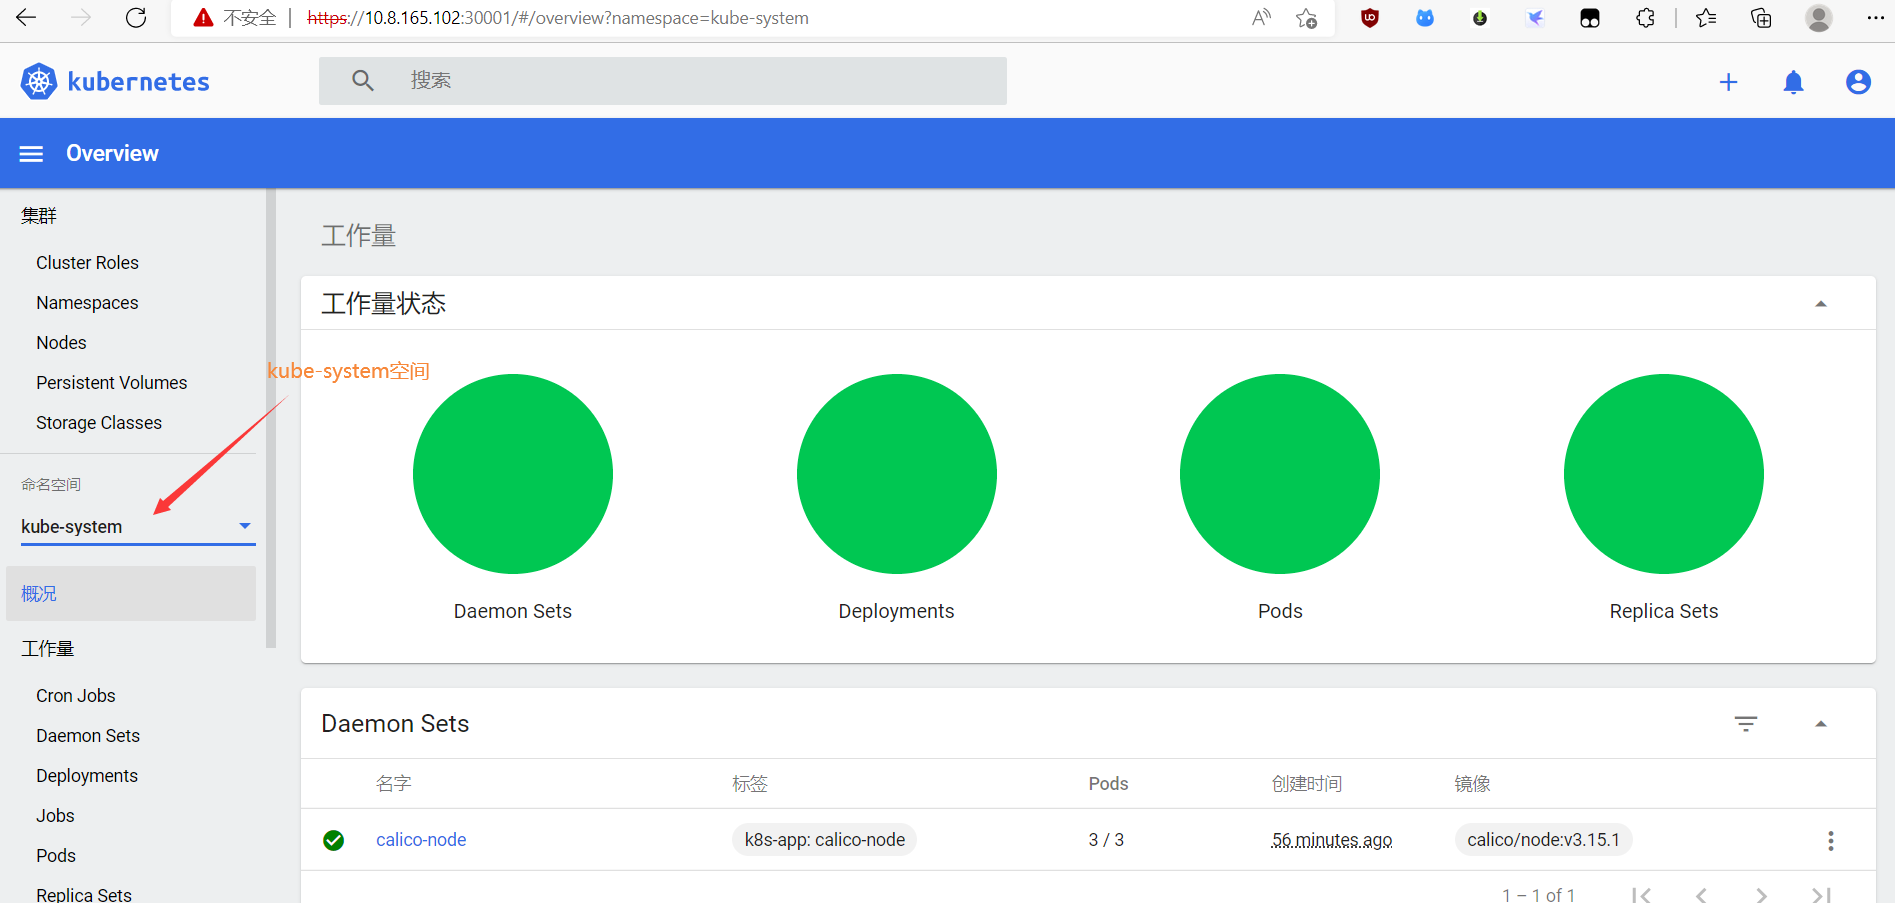 不安全 | https://10.8.165.102:30001/#/overview?namespace=kube-system
kubernetes
搜索
Overview
集群
Cluster Roles
Namespaces
Nodes
Persistent Volumes
Storage Classes
命名空间
kube-system
概况
工作量
Cron Jobs
Daemon Sets
Deployments
Jobs
Pods
Replica Sets
kube-system空间
工作量
工作量状态
Daemon Sets
Deployments
Pods
Replica Sets
Daemon Sets
名字 标签 Pods 创建时间 镜像
calico-node k8s-app: calico-node 3 / 3 56 minutes ago calico/node:v3.15.1
1 – 1 of 1